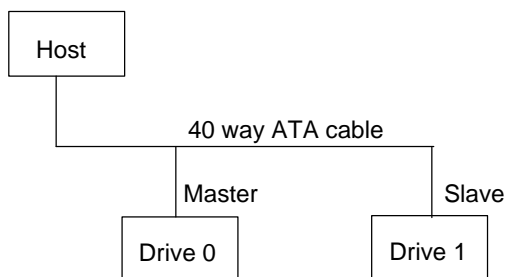 Host
40 way ATA cable
Master
Slave
Drive 0
Drive 1